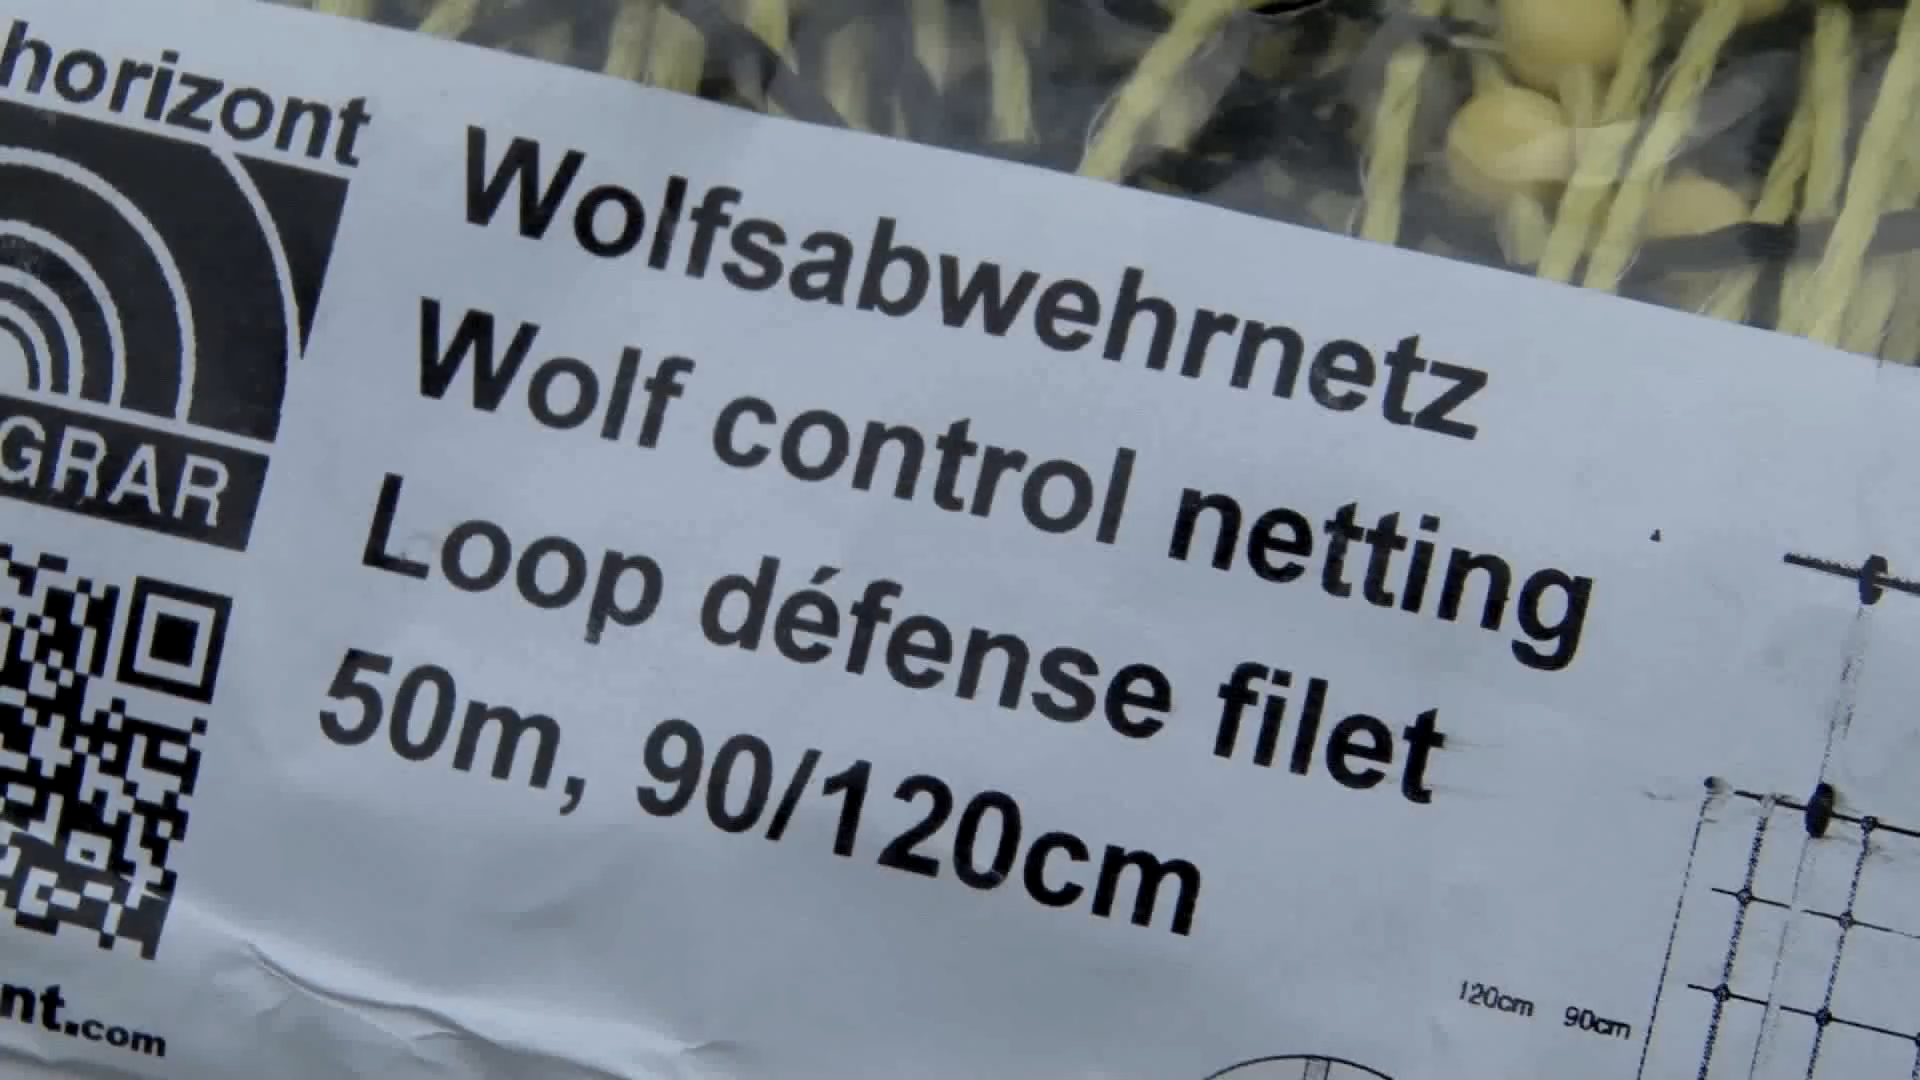 horizont
GRAR
Wolfsabwehrnetz
Wolf control netting
Loop défense filet
50m, 90/120cm
nt.com
120cm 90cm